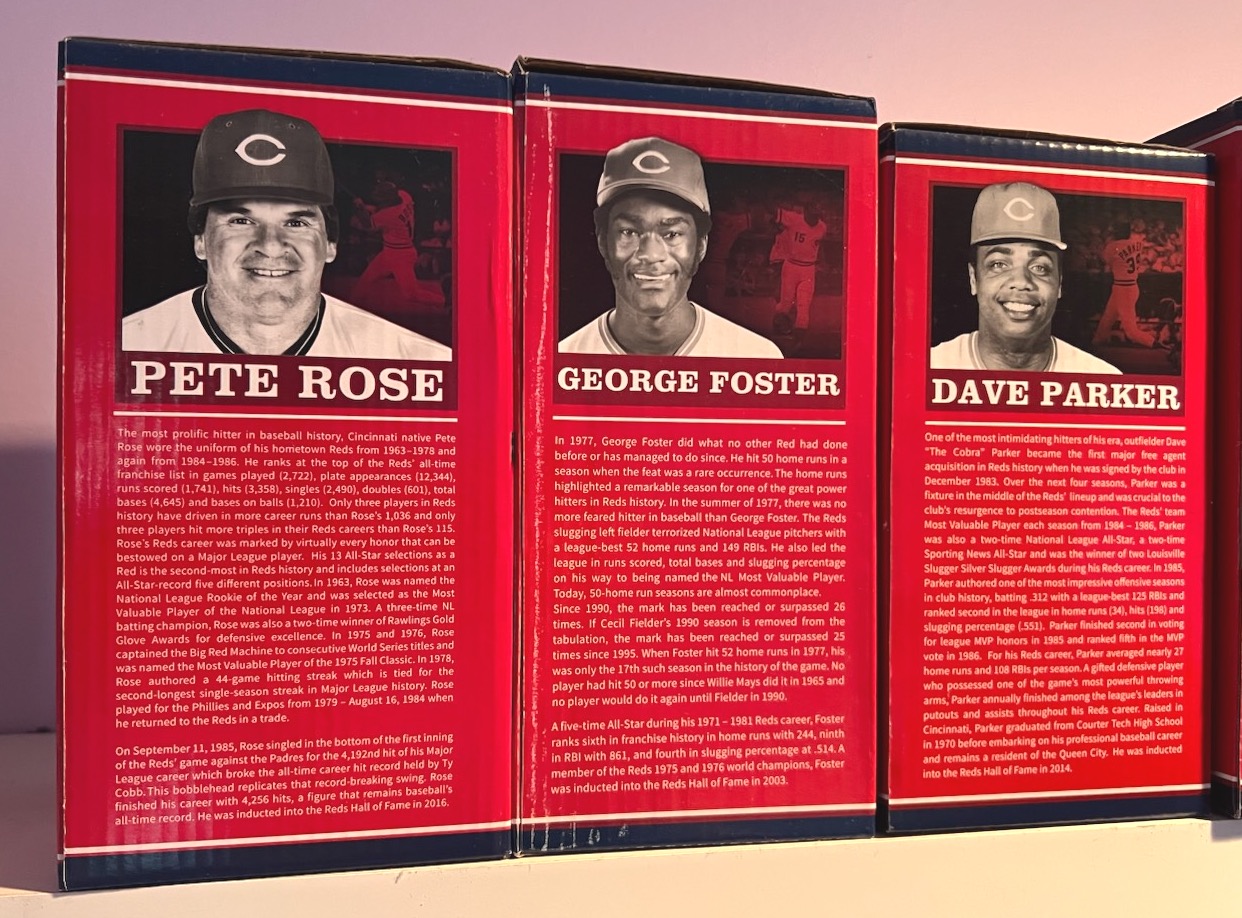 C
PETE ROSE
The most prolific hitter in baseball history, Cincinnati native Pete
Rose wore the uniform of his hometown Reds from 1963–1978 and
again from 1984–1986. He ranks at the top of the Reds' all-time
franchise list in games played (2,722), plate appearances (12,344),
runs scored (1,741), hits (3,358), singles (2,490), doubles (601), total
bases (4,645) and bases on balls (1,210). Only three players in Reds
history have driven in more career runs than Rose's 1,036 and only
three players hit more triples in their Reds careers than Rose's 115.
Rose's Reds career was marked by virtually every honor that can be
bestowed on a Major League player. His 13 All-Star selections as a
Red is the second-most in Reds history and includes selections at an
All-Star-record five different positions. In 1963, Rose was named the
National League Rookie of the Year and was selected as the Most
Valuable Player of the National League in 1973. A three-time NL
batting champion, Rose was also a two-time winner of Rawlings Gold
Glove Awards for defensive excellence. In 1975 and 1976, Rose
captained the Big Red Machine to consecutive World Series titles and
was named the Most Valuable Player of the 1975 Fall Classic. In 1978,
Rose authored a 44-game hitting streak which is tied for the
second-longest single-season streak in Major League history. Rose
played for the Phillies and Expos from 1979 – August 16, 1984 when
he returned to the Reds in a trade.
On September 11, 1985, Rose singled in the bottom of the first inning
of the Reds' game against the Padres for the 4,192nd hit of his Major
League career which broke the all-time career hit record held by Ty
Cobb. This bobblehead replicates that record-breaking swing. Rose
finished his career with 4,256 hits, a figure that remains baseball's
all-time record. He was inducted into the Reds Hall of Fame in 2016.
C
15
GEORGE FOSTER
In 1977, George Foster did what no other Red had done
before or has managed to do since. He hit 50 home runs in a
season when the feat was a rare occurrence. The home runs
highlighted a remarkable season for one of the great power
hitters in Reds history. In the summer of 1977, there was no
more feared hitter in baseball than George Foster. The Reds
slugging left fielder terrorized National League pitchers with
a league-best 52 home runs and 149 RBIs. He also led the
league in runs scored, total bases and slugging percentage
on his way to being named the NL Most Valuable Player.
Today, 50-home run seasons are almost commonplace.
Since 1990, the mark has been reached or surpassed 26
times. If Cecil Fielder's 1990 season is removed from the
tabulation, the mark has been reached or surpassed 25
times since 1995. When Foster hit 52 home runs in 1977, his
was only the 17th such season in the history of the game. No
player had hit 50 or more since Willie Mays did it in 1965 and
no player would do it again until Fielder in 1990.
A five-time All-Star during his 1971 – 1981 Reds career, Foster
ranks sixth in franchise history in home runs with 244, ninth
in RBI with 861, and fourth in slugging percentage at .514. A
member of the Reds 1975 and 1976 world champions, Foster
was inducted into the Reds Hall of Fame in 2003.
C
PARKER
39
DAVE PARKER
One of the most intimidating hitters of his era, outfielder Dave
"The Cobra" Parker became the first major free agent
acquisition in Reds history when he was signed by the club in
December 1983. Over the next four seasons, Parker was a
fixture in the middle of the Reds' lineup and was crucial to the
club's resurgence to postseason contention. The Reds' team
Most Valuable Player each season from 1984 – 1986, Parker
was also a two-time National League All-Star, a two-time
Sporting News All-Star and was the winner of two Louisville
Slugger Silver Slugger Awards during his Reds career. In 1985,
Parker authored one of the most impressive offensive seasons
in club history, batting .312 with a league-best 125 RBIs and
ranked second in the league in home runs (34), hits (198) and
slugging percentage (.551). Parker finished second in voting
for league MVP honors in 1985 and ranked fifth in the MVP
vote in 1986. For his Reds career, Parker averaged nearly 27
home runs and 108 RBIs per season. A gifted defensive player
who possessed one of the game's most powerful throwing
arms, Parker annually finished among the league's leaders in
putouts and assists throughout his Reds career. Raised in
Cincinnati, Parker graduated from Courter Tech High School
in 1970 before embarking on his professional baseball career
and remains a resident of the Queen City. He was inducted
into the Reds Hall of Fame in 2014.